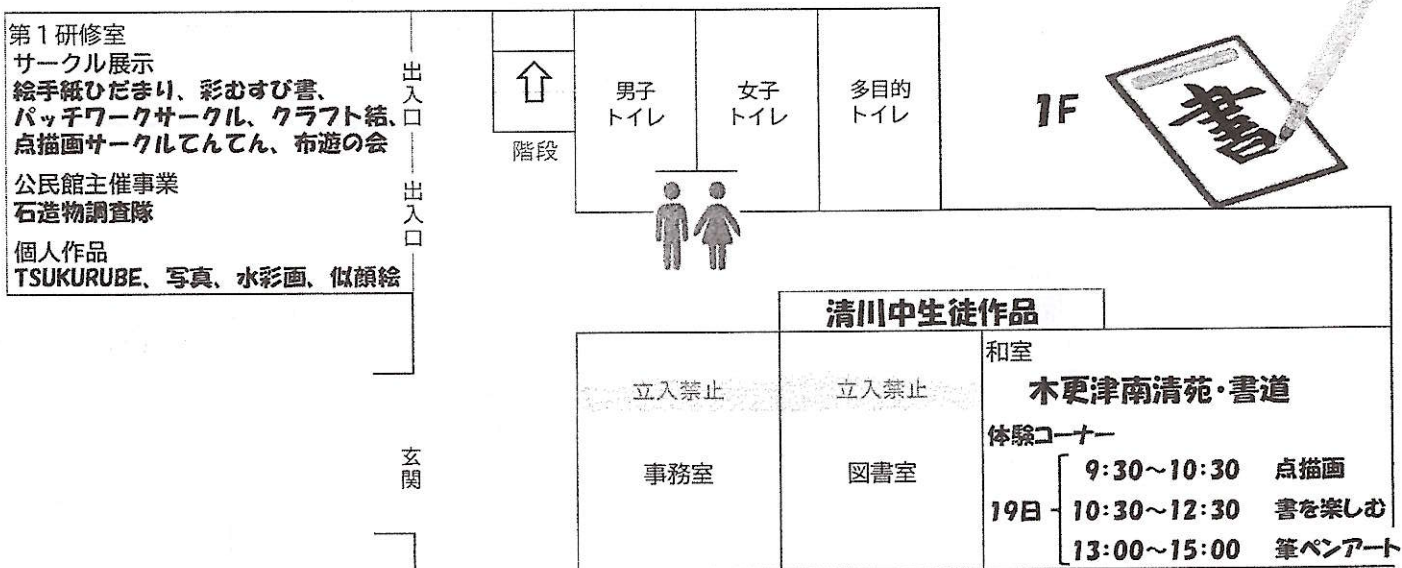 第1研修室
サークル展示
絵手紙ひだまり、彩むすび書、
パッチワークサークル、クラフト結、
点描画サークルてんてん、布遊の会
公民館主催事業
石造物調査隊
個人作品
TSUKURUBE、写真、水彩画、似顔絵
出入口
出入口
階段
男子
トイレ
女子
トイレ
多目的
トイレ
1F
書
清川中生徒作品
玄関
立入禁止
事務室
立入禁止
図書室
和室
木更津南清苑・書道
体験コーナー
19日
9:30~10:30 点描画
10:30~12:30 書を楽しむ
13:00~15:00 筆ペンアート